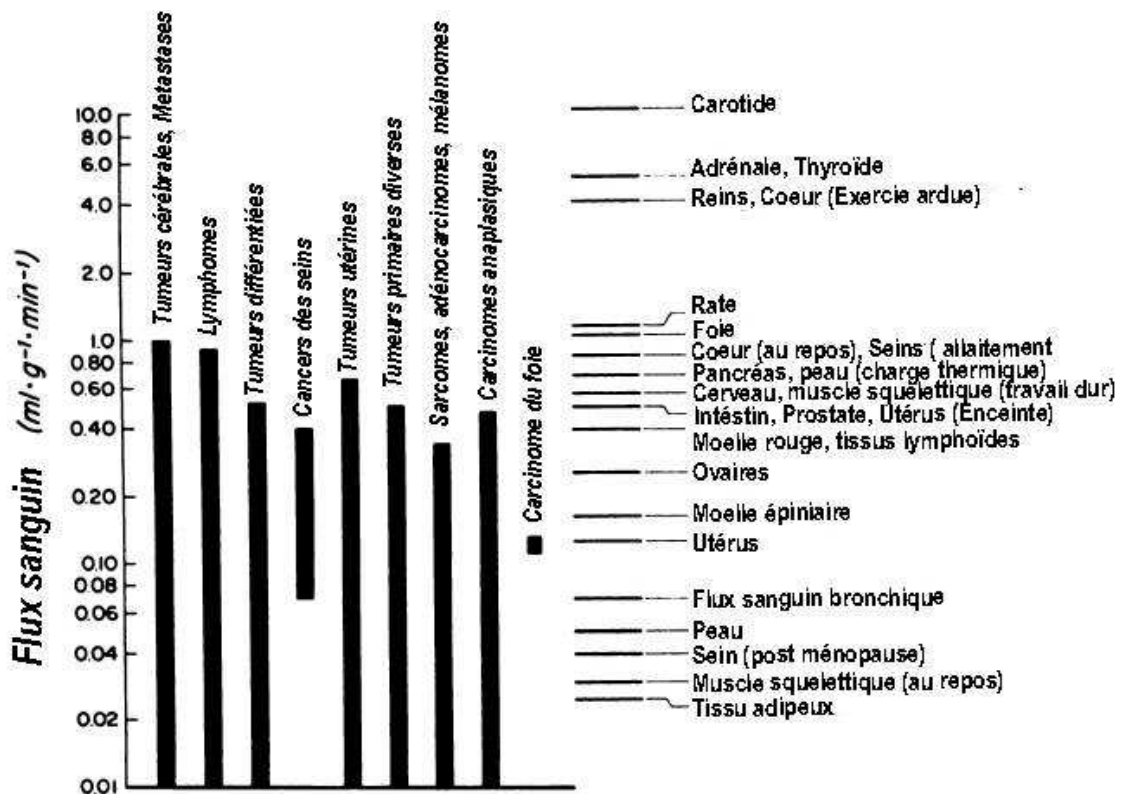 Flux sanguin (ml·g⁻¹·min⁻¹)
10.0
8.0
6.0
4.0
2.0
1.0
0.80
0.60
0.40
0.20
0.10
0.08
0.06
0.04
0.02
0.01
Tumeurs cérébrales, Metastases
Lymphomes
Tumeurs différentiées
Cancers des seins
Tumeurs utérines
Tumeurs primaires diverses
Sarcomes, adénocarcinomes, mélanomes
Carcinomes anaplasiques
Carcinome du foie
Carotide
Adrénaie, Thyroïde
Reins, Coeur (Exercie ardue)
Rate
Foie
Coeur (au repos), Seins ( allaitement
Pancréas, peau (charge thermique)
Cerveau, muscle squelettique (travail dur)
Intéstin, Prostate, Utérus (Enceinte)
Moelle rouge, tissus lymphoïdes
Ovaires
Moelle épiniaire
Utérus
Flux sanguin bronchique
Peau
Sein (post ménopause)
Muscle squelettique (au repos)
Tissu adipeux